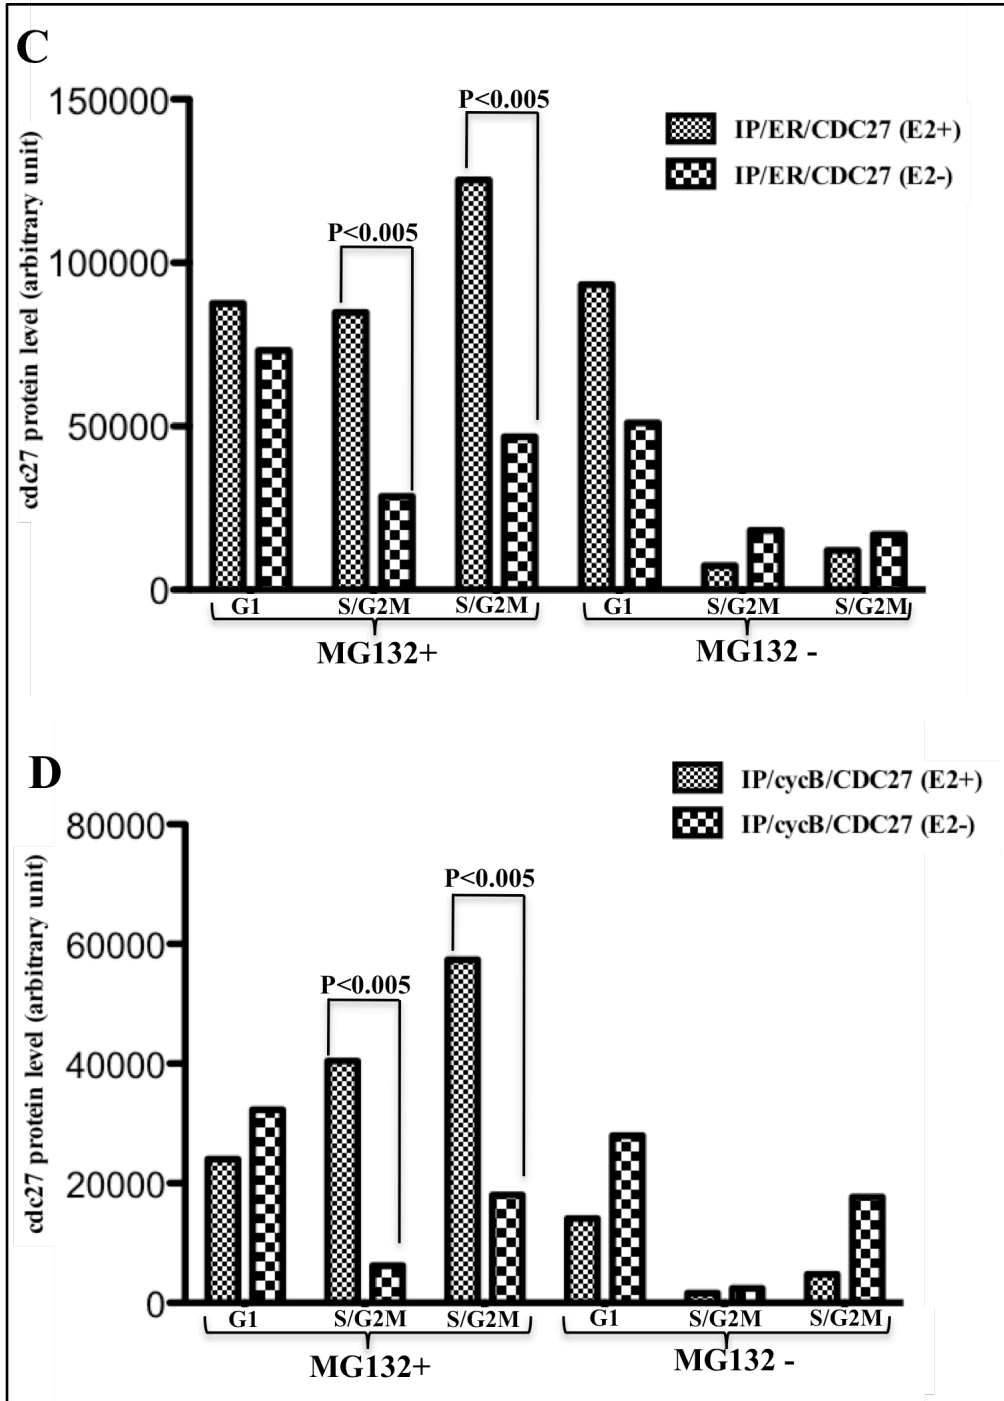 C
cdc27 protein level (arbitrary unit)
150000
100000
50000
0
P<0.005
P<0.005
IP/ER/CDC27 (E2+)
IP/ER/CDC27 (E2-)
G1 S/G2M S/G2M G1 S/G2M S/G2M
MG132+ MG132 -
D
cdc27 protein level (arbitrary unit)
80000
60000
40000
20000
0
P<0.005
P<0.005
IP/cycB/CDC27 (E2+)
IP/cycB/CDC27 (E2-)
G1 S/G2M S/G2M G1 S/G2M S/G2M
MG132+ MG132 -